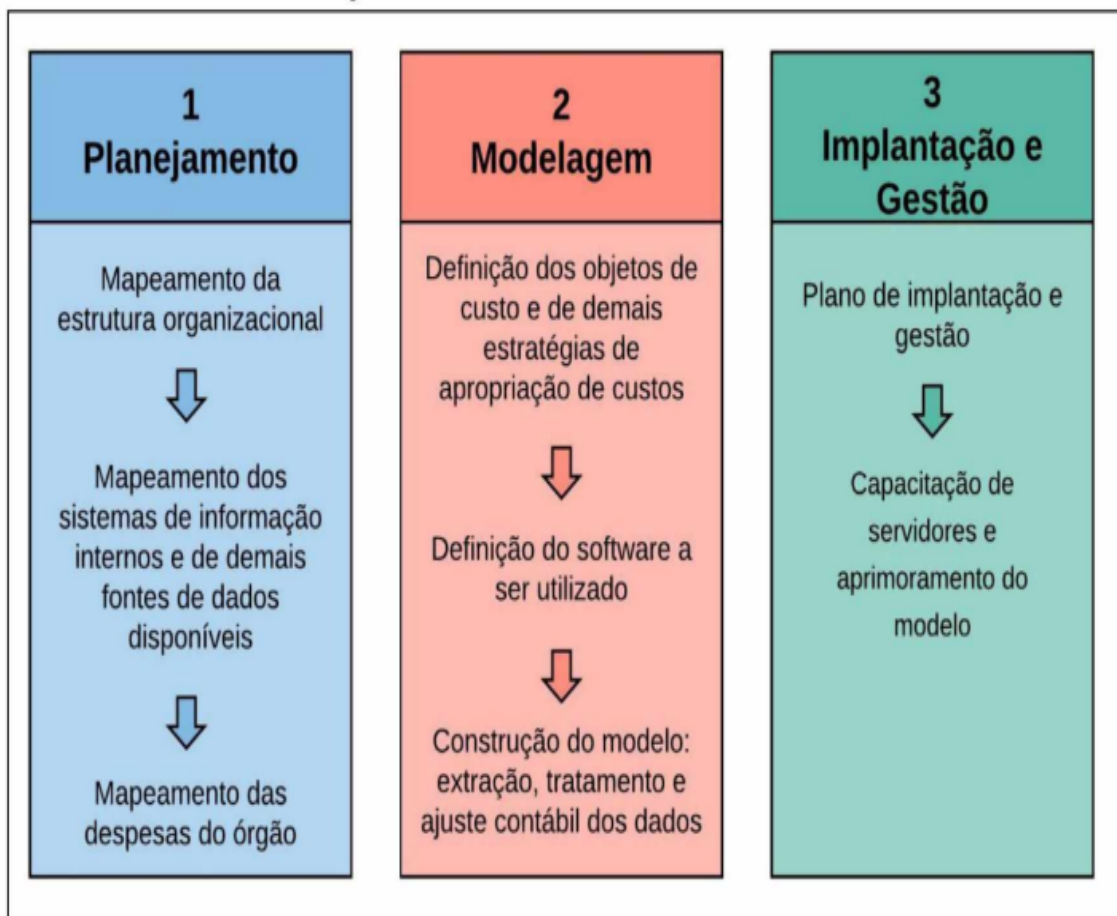 1
Planejamento
Mapeamento da
estrutura organizacional
Mapeamento dos
sistemas de informação
internos e de demais
fontes de dados
disponíveis
Mapeamento das
despesas do órgão
2
Modelagem
Definição dos objetos de
custo e de demais
estratégias de
apropriação de custos
Definição do software a
ser utilizado
Construção do modelo:
extração, tratamento e
ajuste contábil dos dados
3
Implantação e
Gestão
Plano de implantação e
gestão
Capacitação de
servidores e
aprimoramento do
modelo